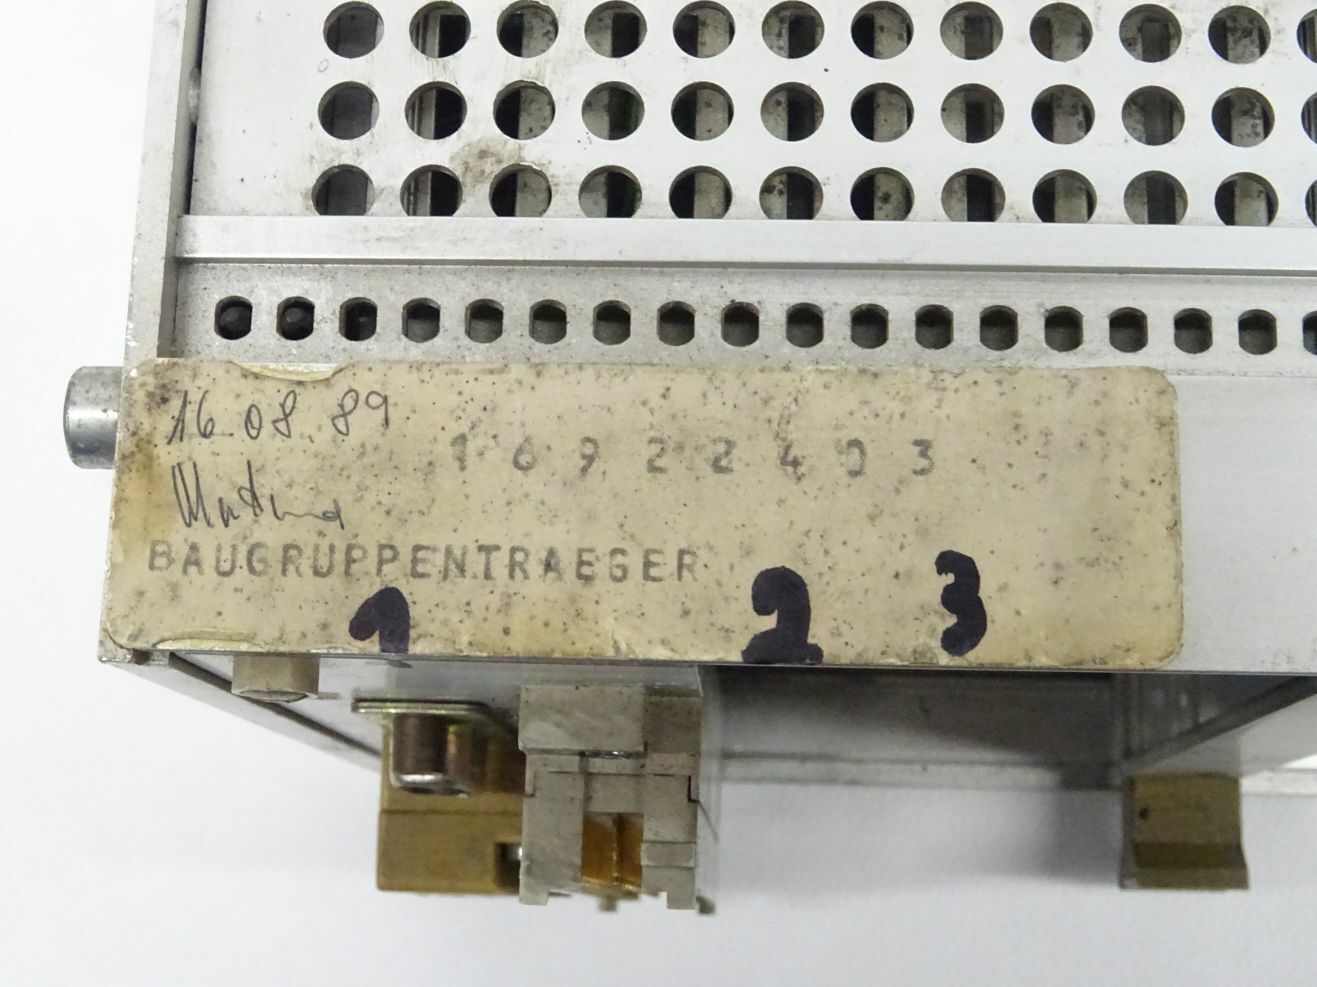 16.08.89
1 6 9 2 2 4 0 3
BAUGRUPPENTRAEGER
1 2 3